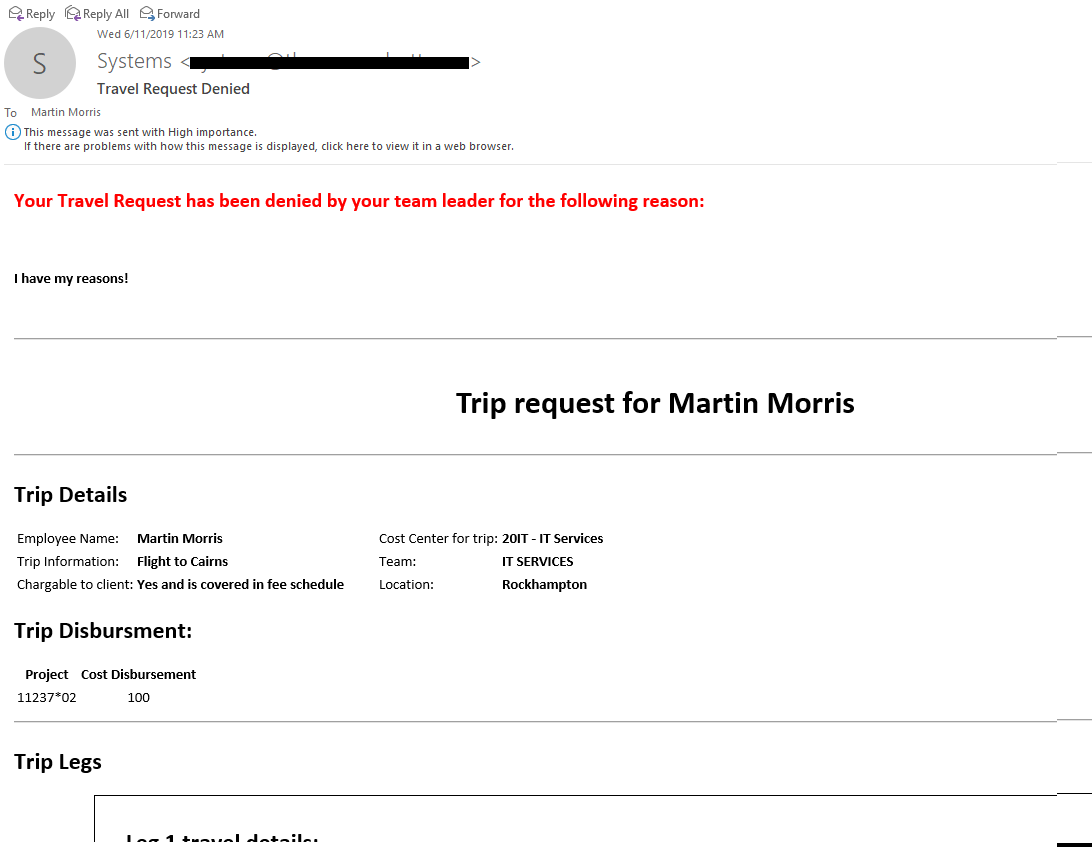 Reply Reply All Forward
Wed 6/11/2019 11:23 AM
S
Systems < >
Travel Request Denied
To Martin Morris
This message was sent with High importance.
If there are problems with how this message is displayed, click here to view it in a web browser.
Your Travel Request has been denied by your team leader for the following reason:
I have my reasons!
Trip request for Martin Morris
Trip Details
Employee Name: Martin Morris Cost Center for trip: 20IT - IT Services
Trip Information: Flight to Cairns Team: IT SERVICES
Chargable to client: Yes and is covered in fee schedule Location: Rockhampton
Trip Disbursment:
Project Cost Disbursement
11237*02 100
Trip Legs
Leg 1 travel details: